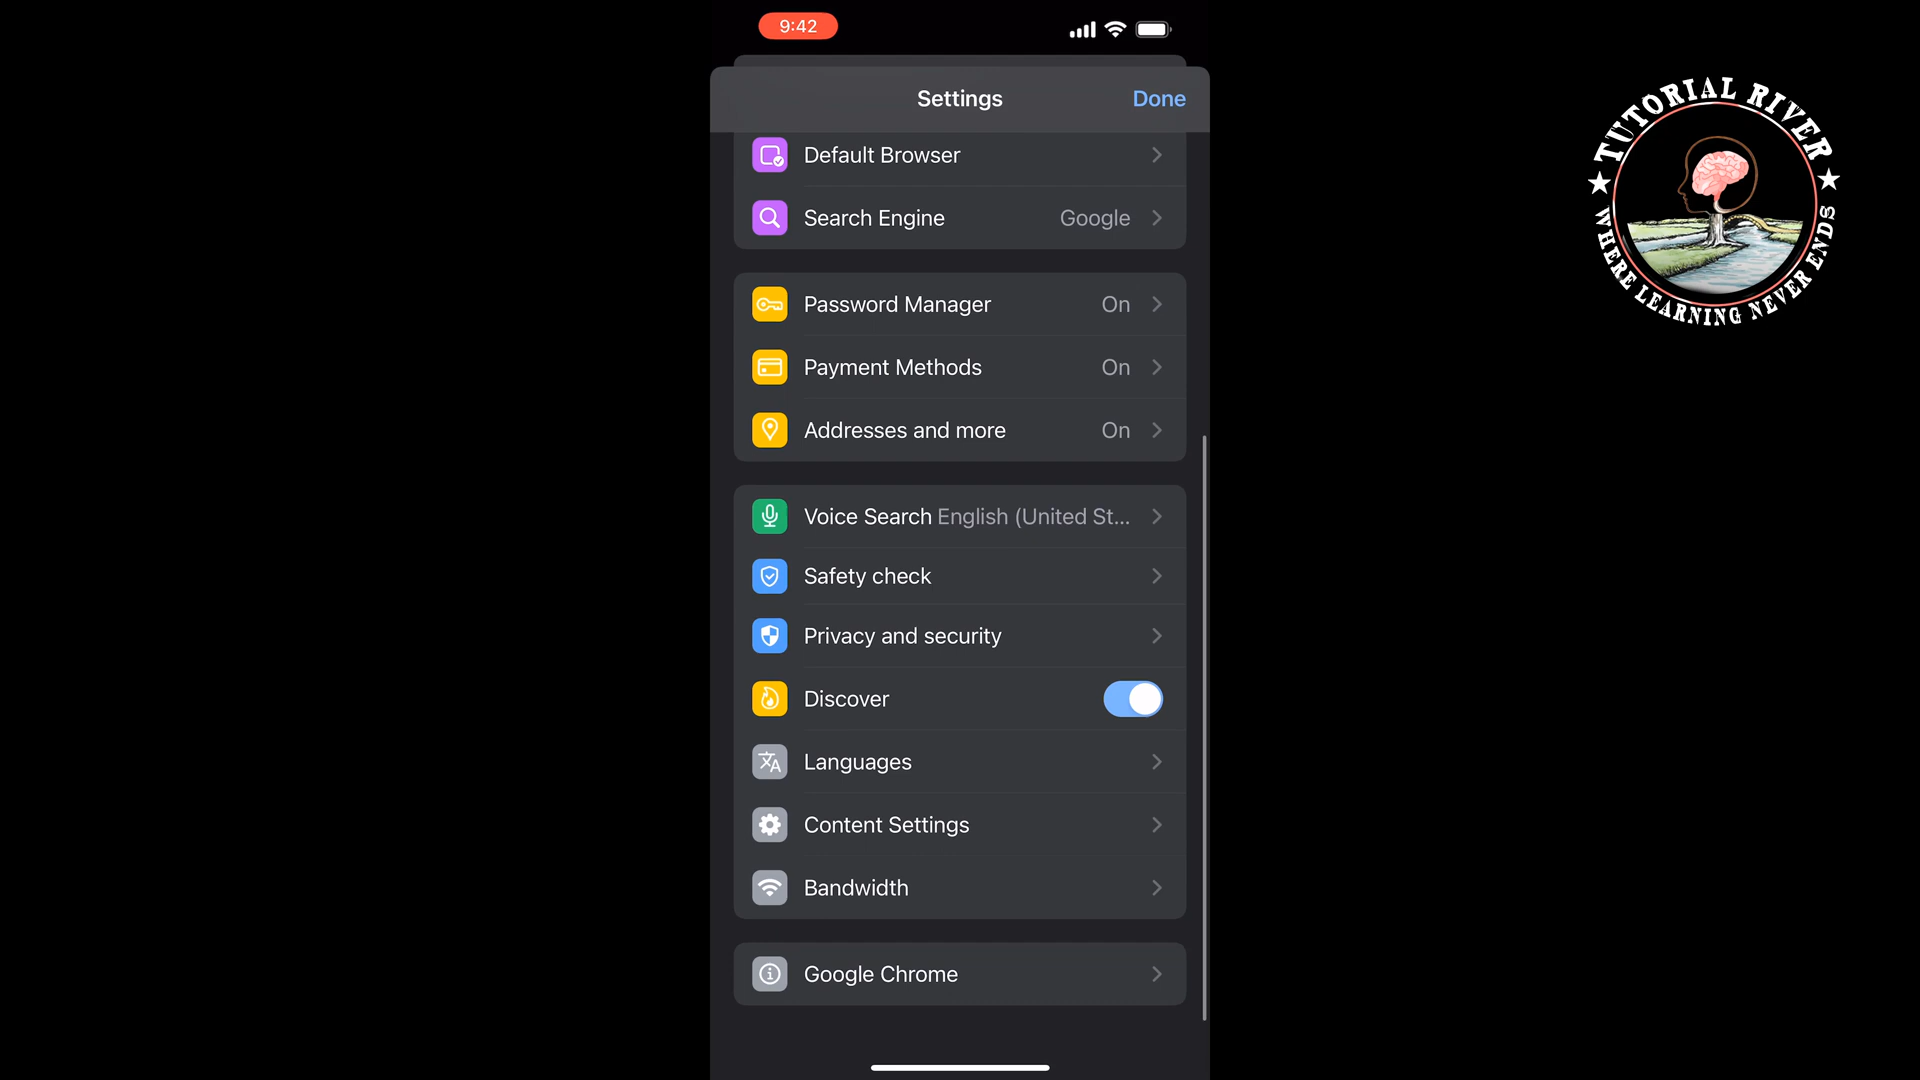 9:42
Settings
Done
Default Browser
Search Engine Google
Password Manager On
Payment Methods On
Addresses and more On
Voice Search English (United St...
Safety check
Privacy and security
Discover
Languages
Content Settings
Bandwidth
Google Chrome
★ TUTORIAL RIVER ★
WHERE LEARNING NEVER ENDS